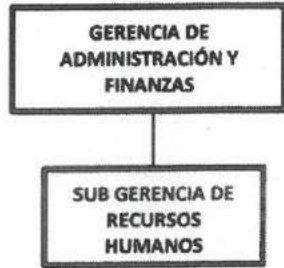 GERENCIA DE
ADMINISTRACIÓN Y
FINANZAS
SUB GERENCIA DE
RECURSOS
HUMANOS